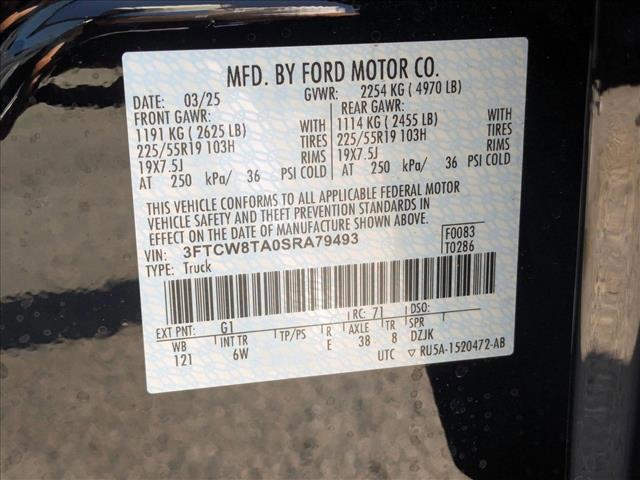 MFD. BY FORD MOTOR CO.
DATE: 03/25 GVWR: 2254 KG ( 4970 LB)
FRONT GAWR: REAR GAWR:
1191 KG ( 2625 LB) WITH 1114 KG ( 2455 LB) WITH
225/55R19 103H TIRES 225/55R19 103H TIRES
19X7.5J RIMS 19X7.5J RIMS
AT 250 kPa/ 36 PSI COLD AT 250 kPa/ 36 PSI COLD
THIS VEHICLE CONFORMS TO ALL APPLICABLE FEDERAL MOTOR
VEHICLE SAFETY AND THEFT PREVENTION STANDARDS IN
EFFECT ON THE DATE OF MANUFACTURE SHOWN ABOVE.
VIN: 3FTCW8TA0SRA79493 F0083
TYPE: Truck T0286
EXT PNT: G1 RC: 71 DSO:
WB INT TR TP/PS R AXLE TR SPR
121 6W E 38 8 DZJK
UTC ▽ RU5A-1520472-AB